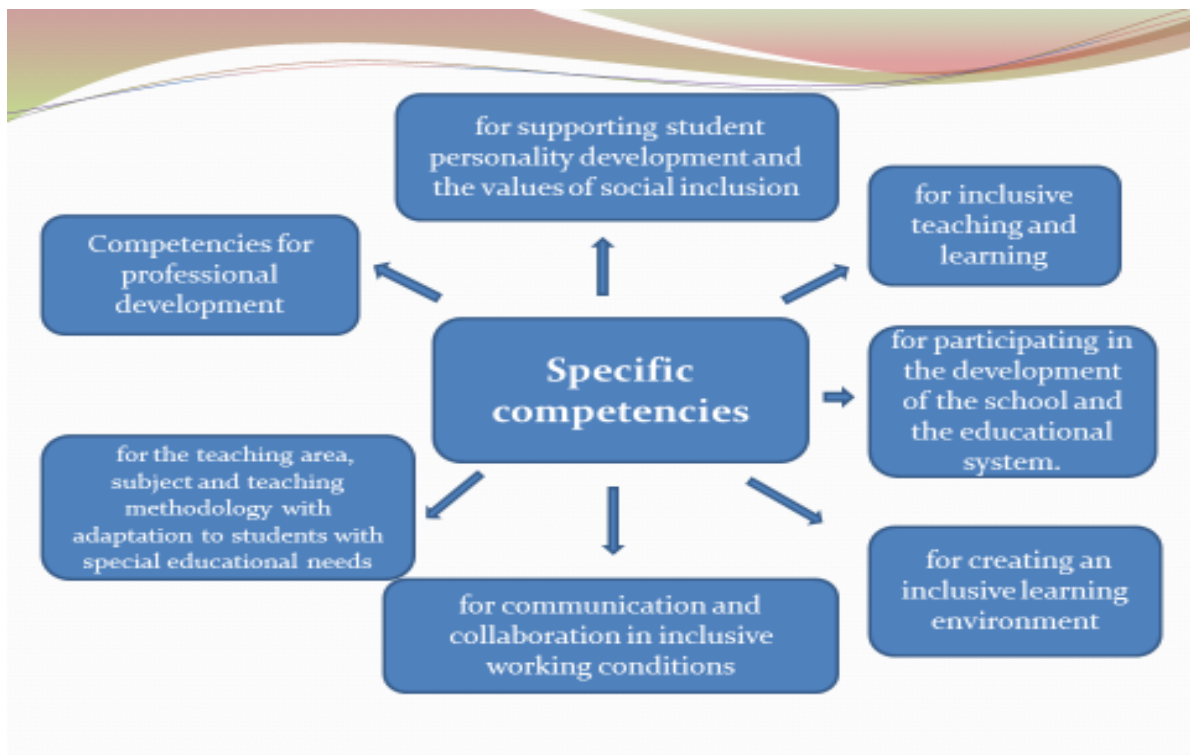 for supporting student
personality development and
the values of social inclusion
for inclusive
teaching and
learning
Competencies for
professional
development
Specific
competencies
for participating in
the development
of the school and
the educational
system.
for the teaching area,
subject and teaching
methodology with
adaptation to students with
special educational needs
for creating an
inclusive learning
environment
for communication and
collaboration in inclusive
working conditions